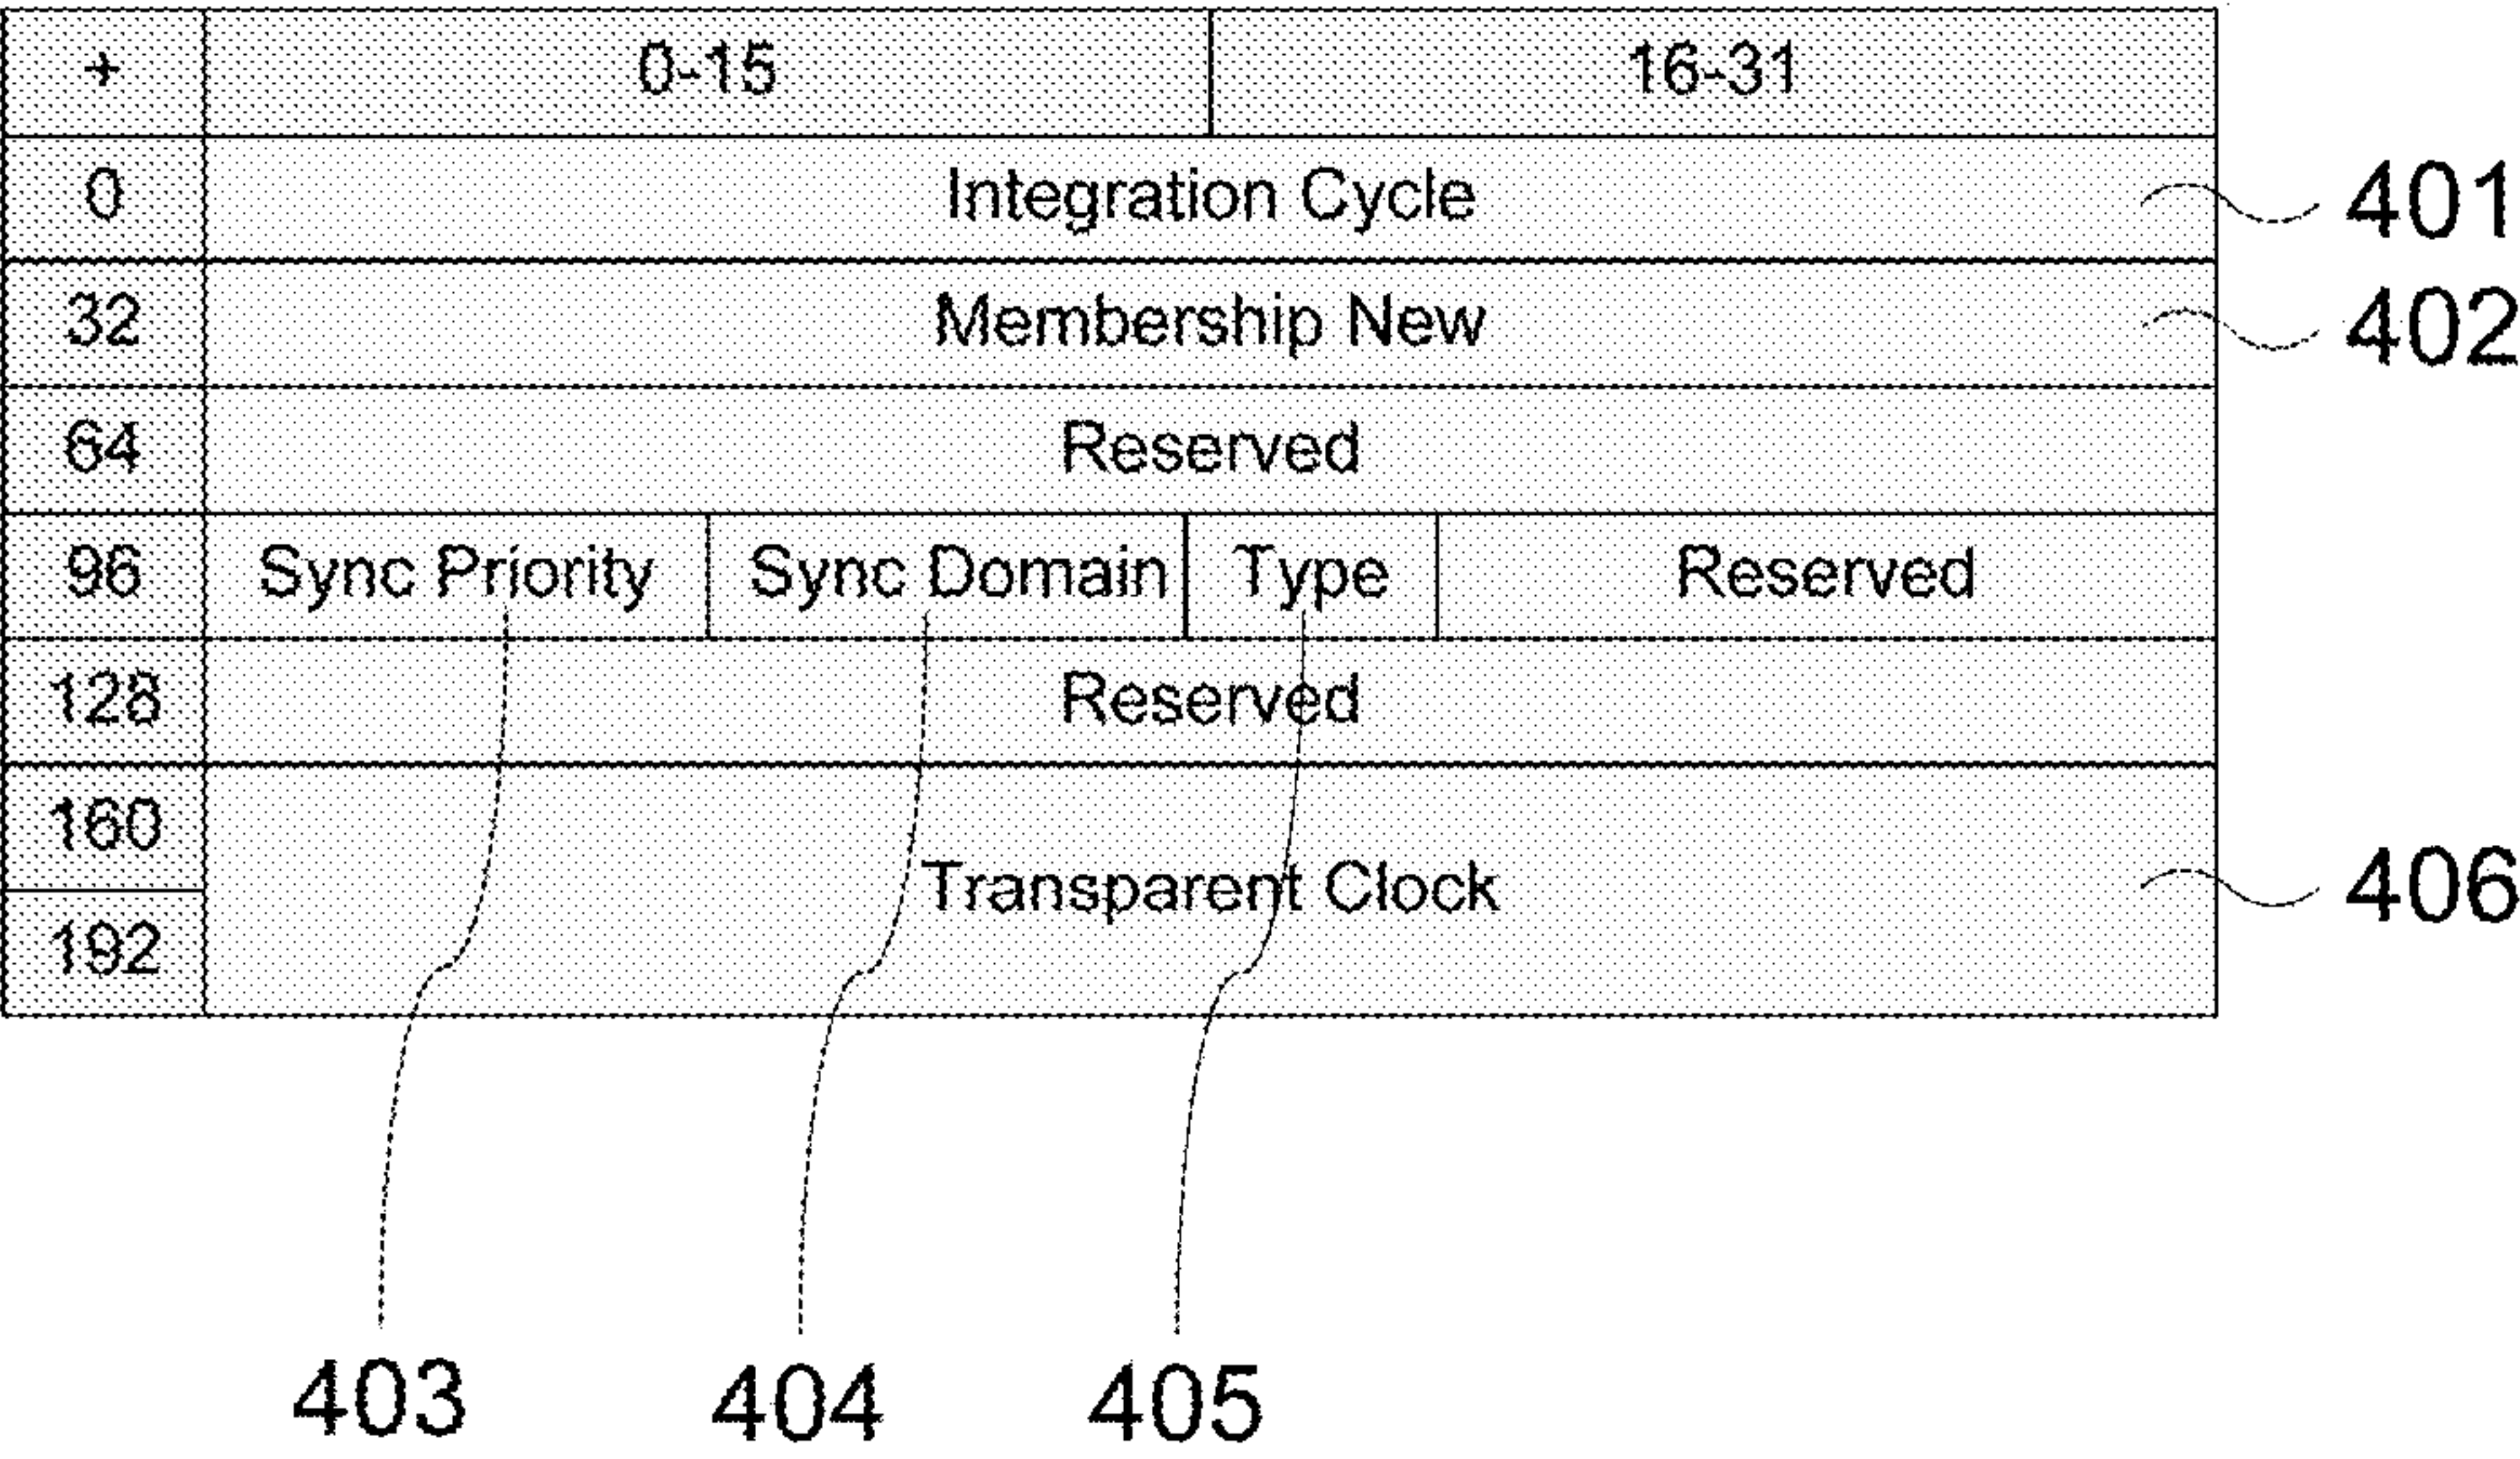 + 0-15 16-31
0 Integration Cycle 401
32 Membership New 402
64 Reserved
96 Sync Priority Sync Domain Type Reserved
128 Reserved
160
Transparent Clock 406
192
403 404 405